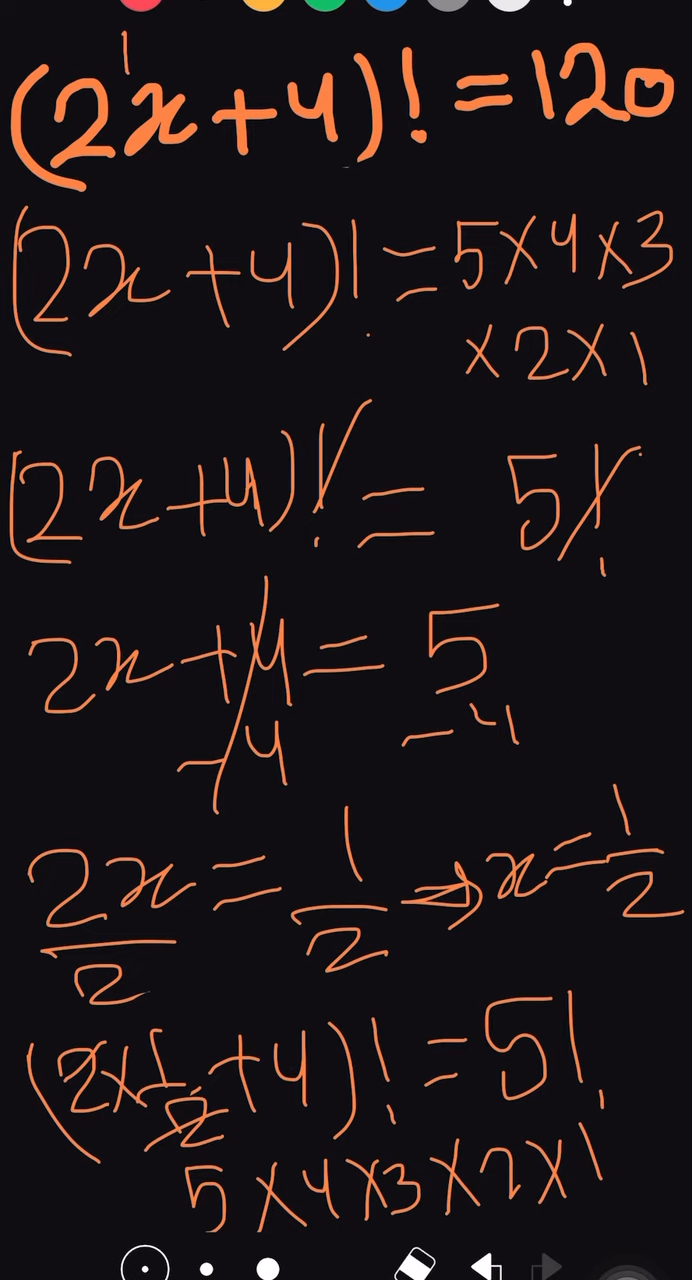 (2x+4)!=120
(2x+4)!=5×4×3
×2×1
(2x+4)!= 5!
2x+4=5
-4 -4
2x/2=1/2→x=1/2
(2×1/2+4)!=5!
5×4×3×2×1